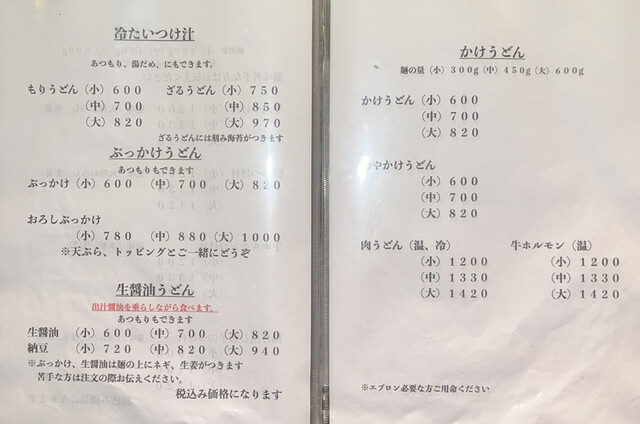 冷たいつけ汁
あつもり、湯だめ、にもできます。
もりうどん（小）600　ざるうどん（小）750
（中）700　（中）850
（大）820　（大）970
ざるうどんには刻み海苔がつきます
ぶっかけうどん
あつもりもできます
ぶっかけ（小）600　（中）700　（大）820
おろしぶっかけ
（小）780　（中）880（大）1000
※天ぷら、トッピングとご一緒にどうぞ
生醤油うどん
出汁醤油を垂らしながら食べます。
あつもりもできます
生醤油　（小）600　（中）700　（大）820
納豆　（小）720　（中）820　（大）940
※ぶっかけ、生醤油は麺の上にネギ、生姜がつきます
苦手な方は注文の際お伝えください。
税込み価格になります
かけうどん
麺の量（小）300g（中）450g（大）600g
かけうどん（小）600
（中）700
（大）820
やかけうどん
（小）600
（中）700
（大）820
肉うどん（温、冷）　牛ホルモン（温）
（小）1200　（小）1200
（中）1330　（中）1330
（大）1420　（大）1420
※エプロン必要な方ご用命ください